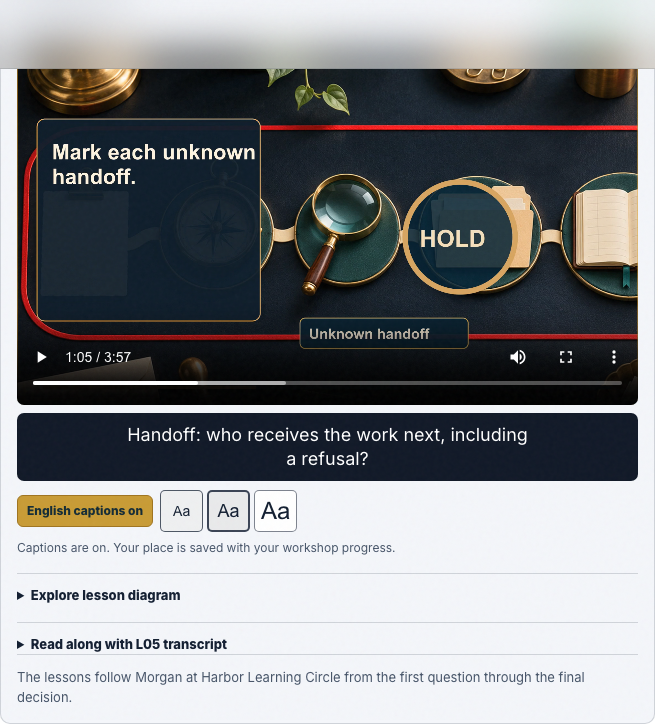 Mark each unknown
handoff.
HOLD
Unknown handoff
1:05 / 3:57
Handoff: who receives the work next, including
a refusal?
English captions on
Aa
Aa
Aa
Captions are on. Your place is saved with your workshop progress.
Explore lesson diagram
Read along with L05 transcript
The lessons follow Morgan at Harbor Learning Circle from the first question through the final
decision.